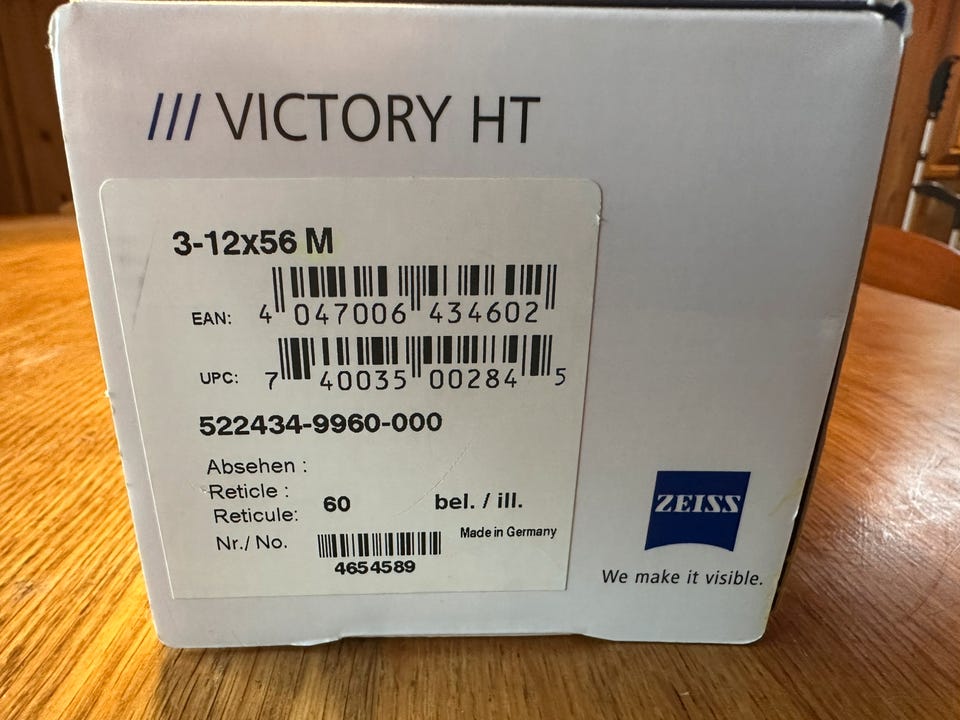 /// VICTORY HT
3-12x56 M
EAN: 4 047006 434602
UPC: 7 40035 00284 5
522434-9960-000
Absehen :
Reticle :
Reticule: 60 bel. / ill.
Nr./ No. 4654589
Made in Germany
ZEISS
We make it visible.